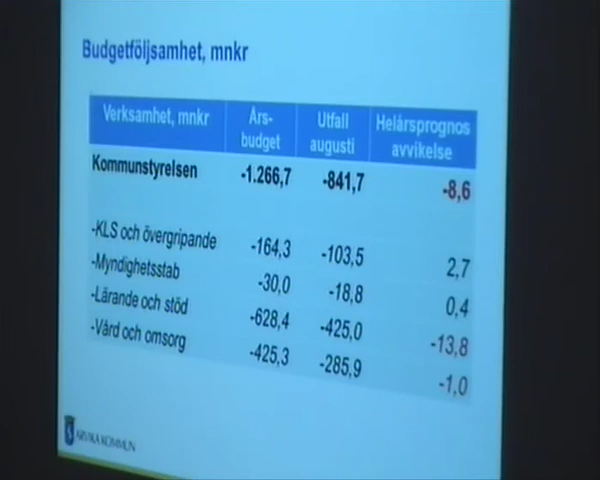 Budgetföljsamhet, mnkr
Verksamhet, mnkr Års-budget Utfall augusti Helårsprognos avvikelse
Kommunstyrelsen -1.266,7 -841,7 -8,6
-KLS och övergripande -164,3 -103,5 2,7
-Myndighetsstab -30,0 -18,8 0,4
-Lärande och stöd -628,4 -425,0 -13,8
-Vård och omsorg -425,3 -285,9 -1,0
ARVIKA KOMMUN